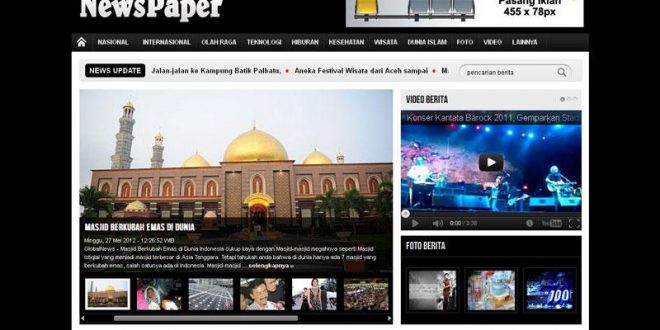 NewsPaper
Pasang Iklan
455 x 78px
NASIONAL INTERNASIONAL OLAH RAGA TEKNOLOGI HIBURAN KESEHATAN WISATA DUNIA ISLAM FOTO VIDEO LAINNYA
NEWS UPDATE Jalan-jalan ke Kampung Batik Palbatu, Aneka Festival Wisata dari Aceh sampai pencarian berita
VIDEO BERITA
Konser Kantata Barock 2011, Gemparkan
0:00 / 3:38 YouTube
MASJID BERKUBAH EMAS DI DUNIA
Minggu, 27 Mei 2012 - 12:26:52 WIB
GlobalNews - Masjid Berkubah Emas di Dunia Indonesia cukup kaya dengan Masjid-masjid megahnya seperti Masjid
Istiqlal yang menjadi masjid terbesar di Asia Tenggara. Tetapi tahukah anda bahwa di dunia hanya ada 7 masjid yang
berkubah emas, salah satunya ada di Indonesia. Masjid-masjid ... selengkapnya »
FOTO BERITA
100